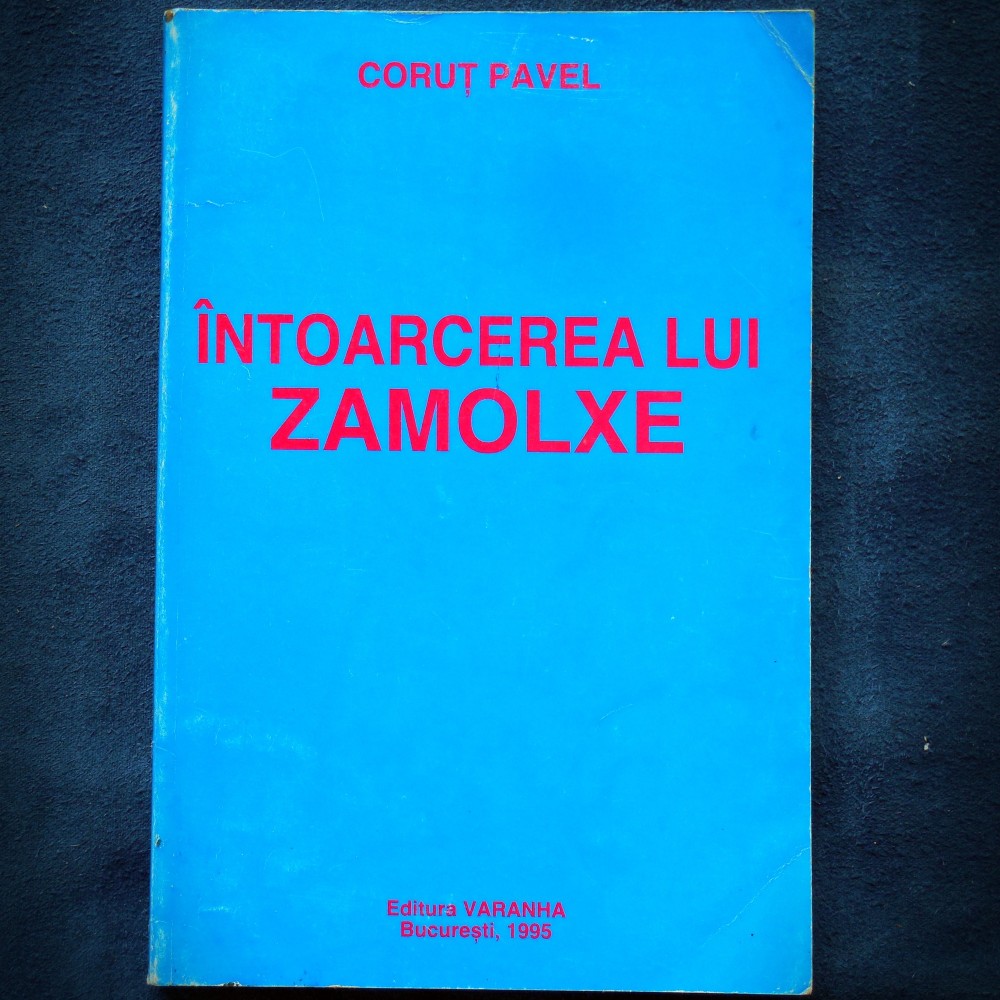 CORUȚ PAVEL
ÎNTOARCEREA LUI
ZAMOLXE
Editura VARANHA
București, 1995